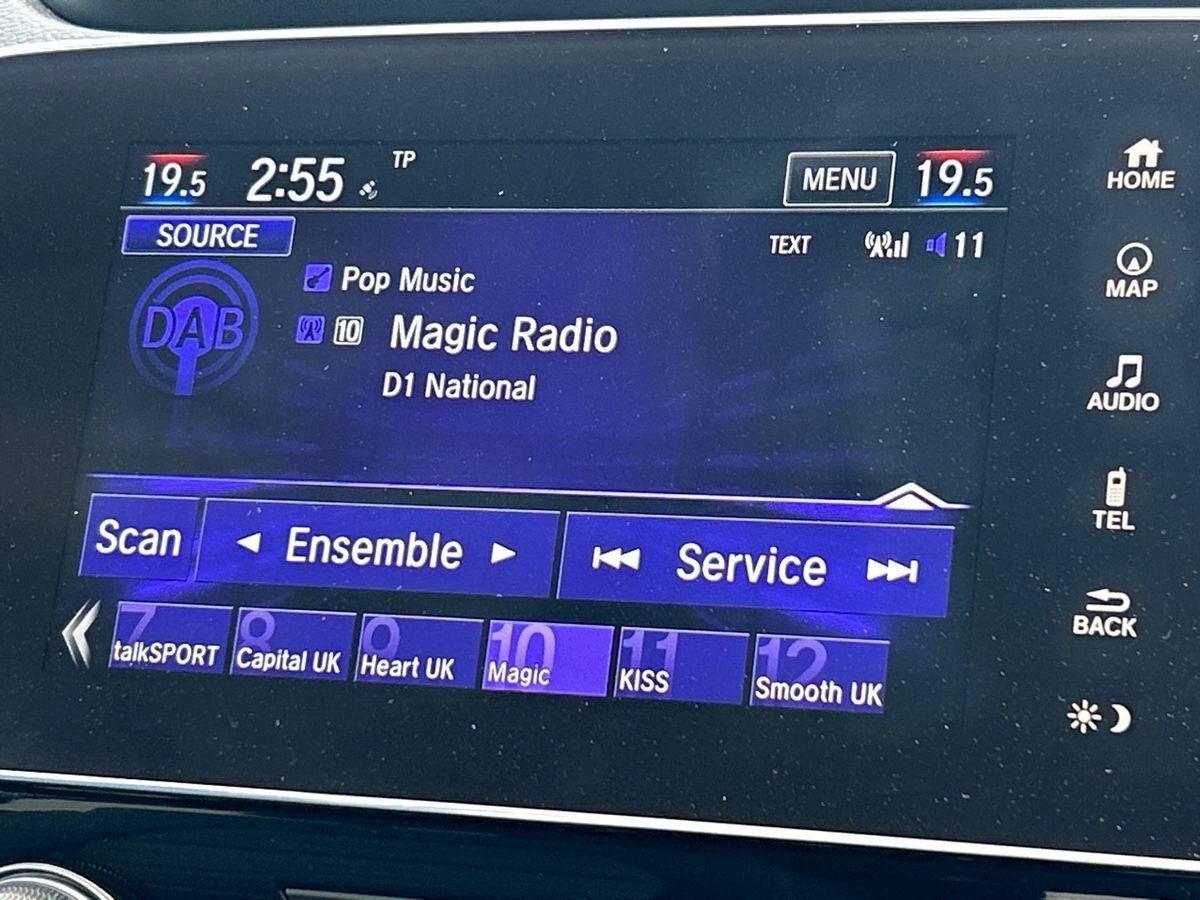 19.5 2:55 TP MENU 19.5
SOURCE
TEXT 11
DAB
Pop Music
10 Magic Radio
D1 National
Scan Ensemble Service
7 talkSPORT
8 Capital UK
9 Heart UK
10 Magic
11 KISS
12 Smooth UK
HOME
MAP
AUDIO
TEL
BACK